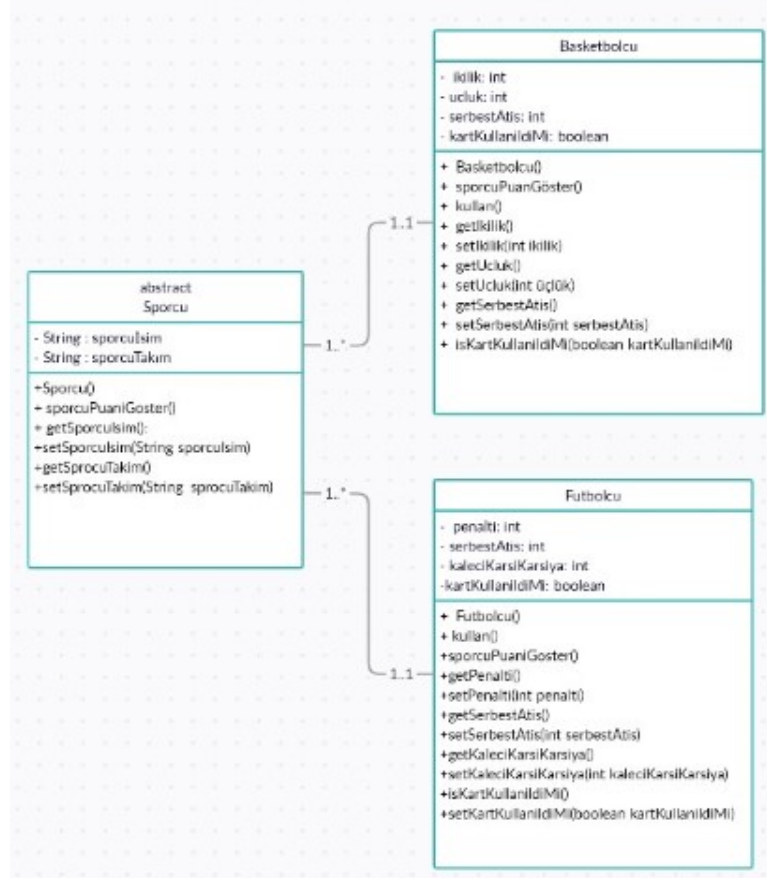 abstract
Sporcu
- String : sporcuIsim
- String : sporcuTakım
+Sporcu()
+ sporcuPuaniGoster()
+ getSporcuIsim():
+setSporcuIsim(String sporcuIsim)
+getSprocuTakim()
+setSprocuTakim(String sprocuTakim)
1..*
1..*
1..1
1..1
Basketbolcu
- ikilik: int
- ucluk: int
- serbestAtis: int
- kartKullanildiMi: boolean
+ Basketbolcu()
+ sporcuPuanGöster()
+ kullan()
+ getIkilik()
+ setIkilik(int ikilik)
+ getUcluk()
+ setUcluk(int üçlük)
+ getSerbestAtis()
+ setSerbestAtis(int serbestAtis)
+ isKartKullanildiMi(boolean kartKullanildiMi)
Futbolcu
- penalti: int
- serbestAtis: int
- kaleciKarsiKarsiya: int
-kartKullanildiMi: boolean
+ Futbolcu()
+ kullan()
+sporcuPuaniGoster()
+getPenalti()
+setPenalti(int penalti)
+getSerbestAtis()
+setSerbestAtis(int serbestAtis)
+getKaleciKarsiKarsiya()
+setKaleciKarsiKarsiya(int kaleciKarsiKarsiya)
+isKartKullanildiMi()
+setKartKullanildiMi(boolean kartKullanildiMi)